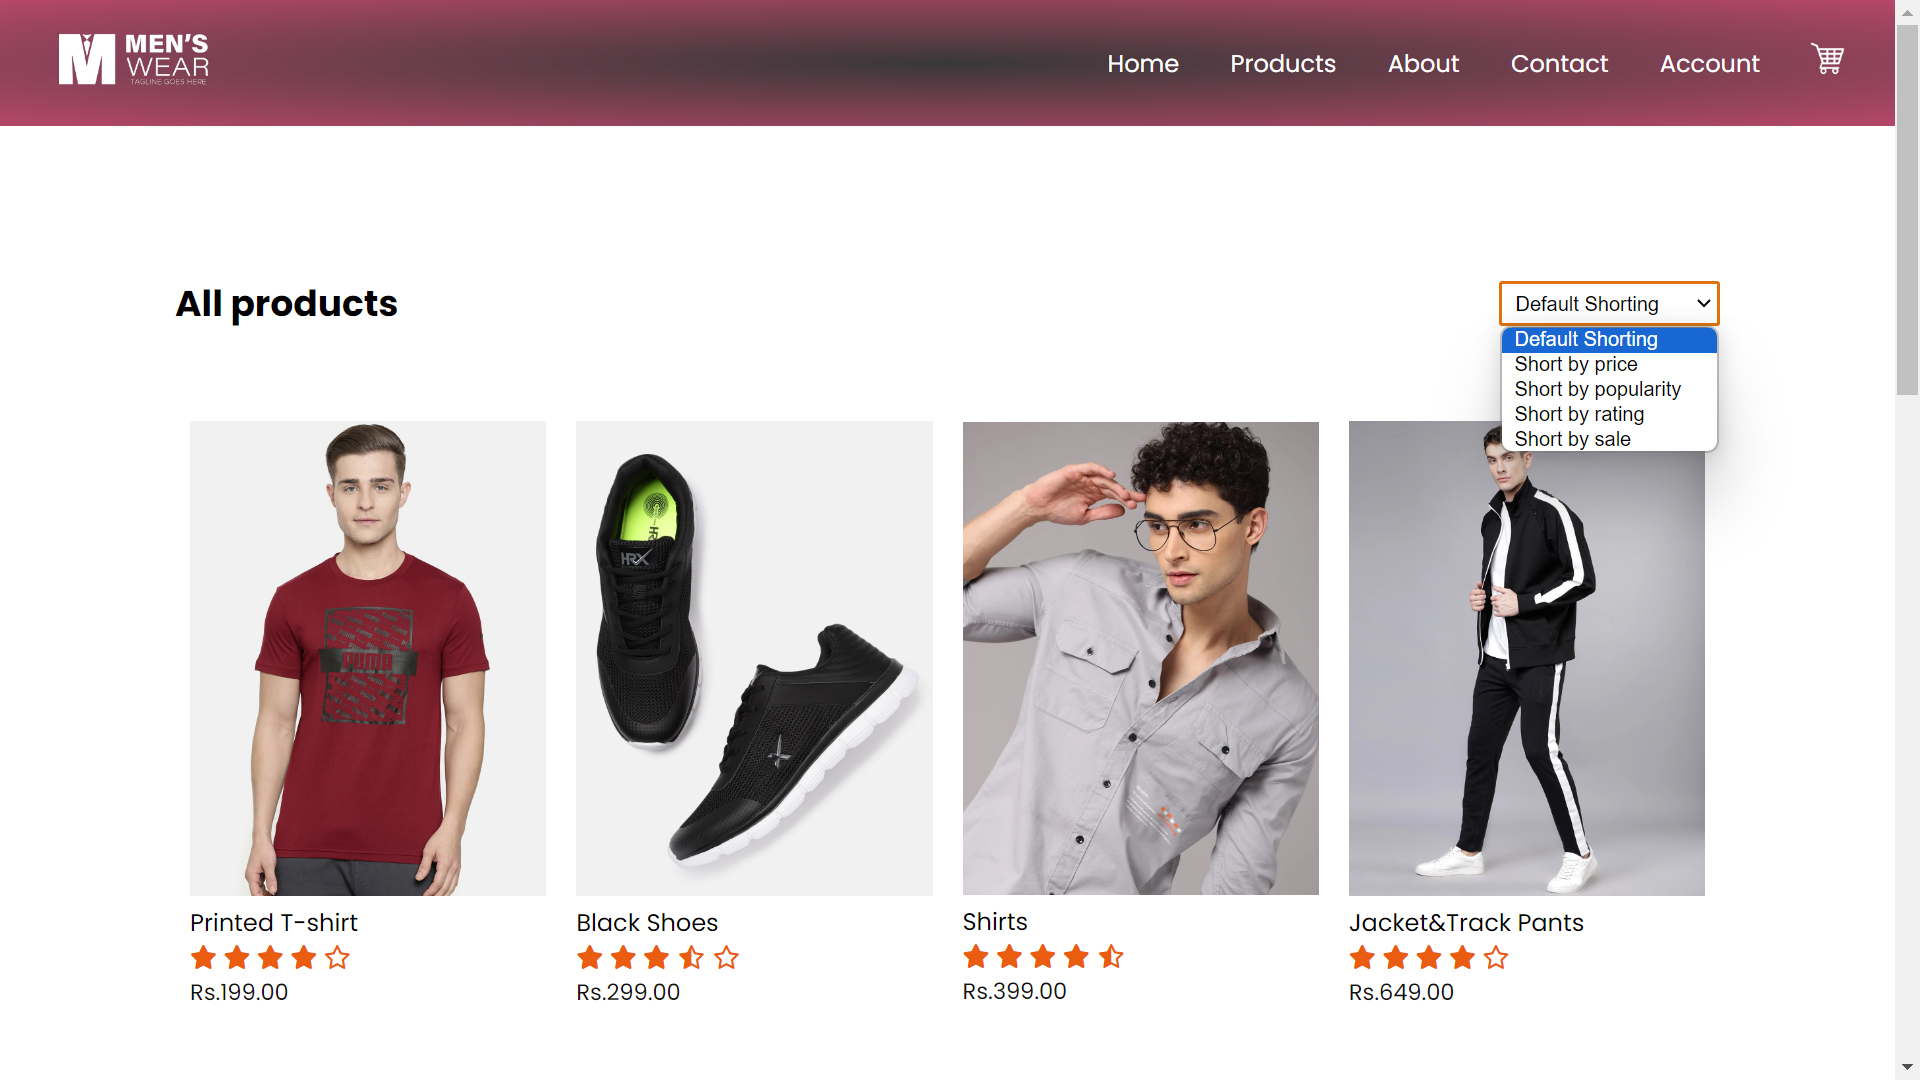 MEN'S
WEAR
TAGLINE GOES HERE
Home Products About Contact Account
All products
Default Shorting
Default Shorting
Short by price
Short by popularity
Short by rating
Short by sale
HRX
PUMA
Printed T-shirt
Rs.199.00
Black Shoes
Rs.299.00
Shirts
Rs.399.00
Jacket&Track Pants
Rs.649.00